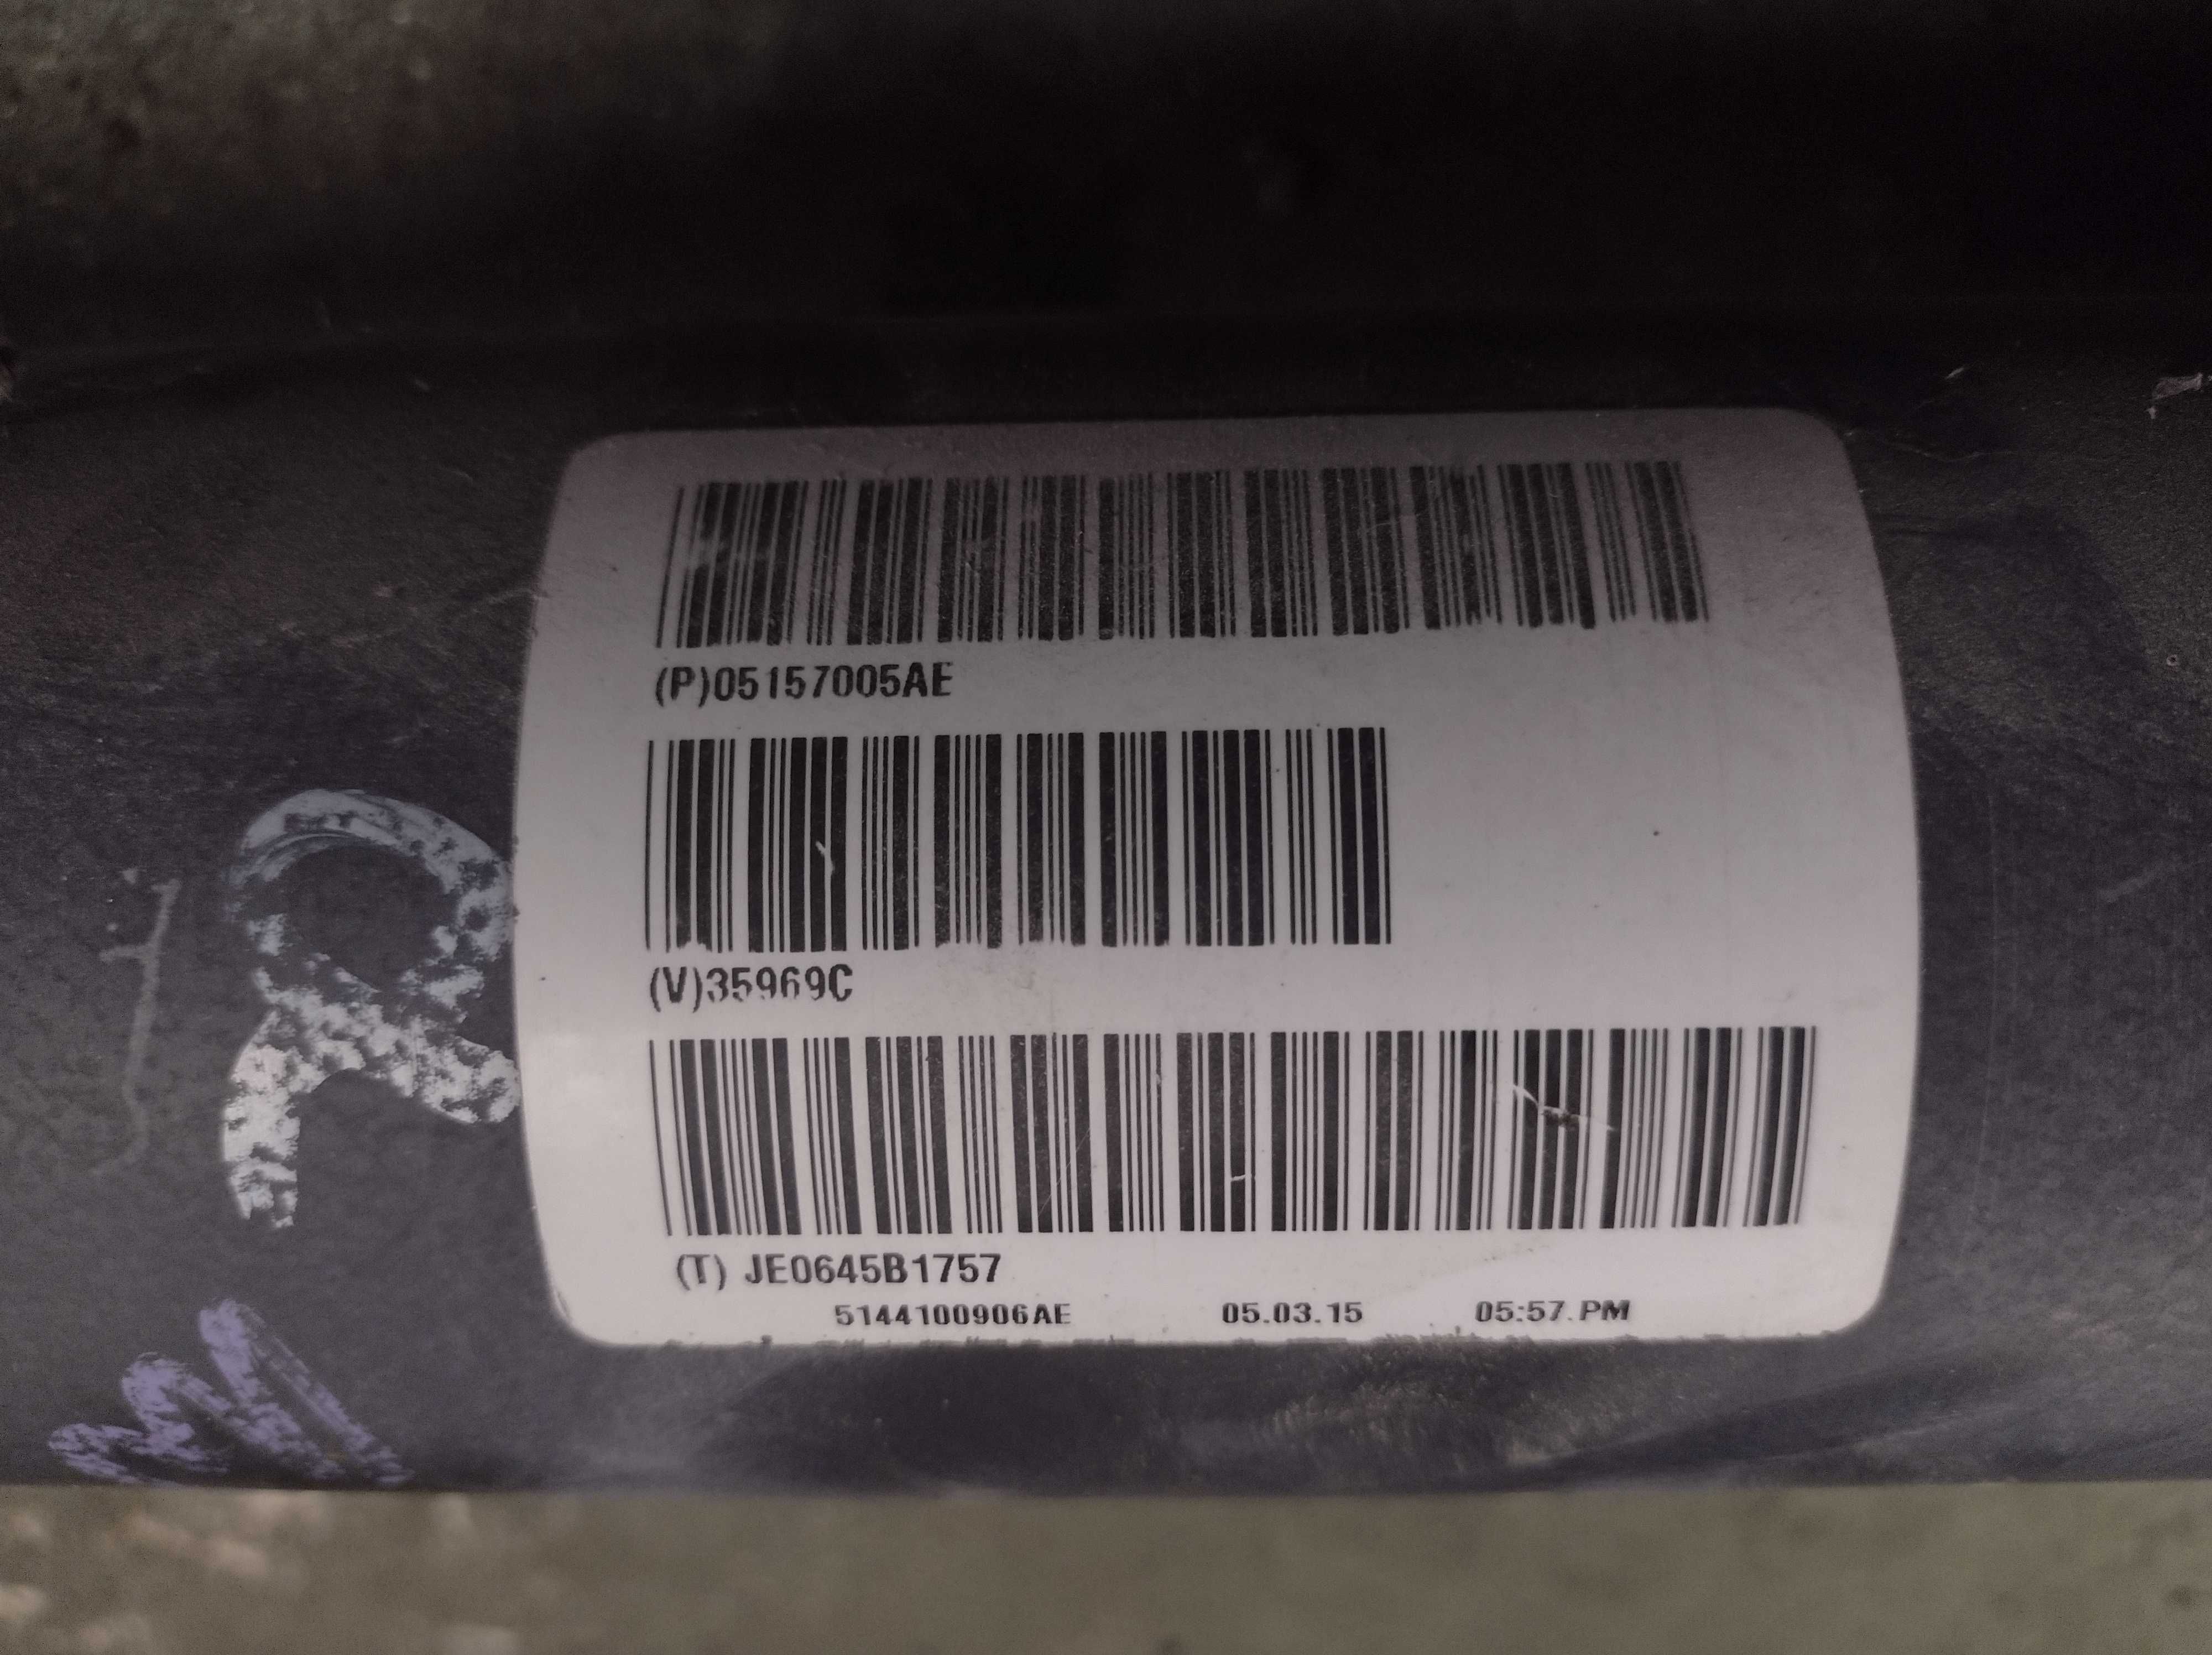 (P)05157005AE
(V)35969C
(T) JE0645B1757
5144100906AE 05.03.15 05:57.PM
R